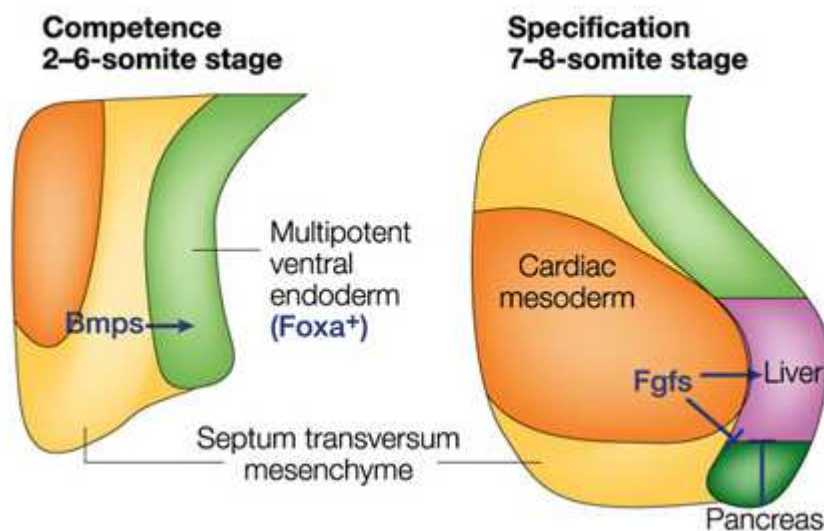 Competence
2–6-somite stage
Specification
7–8-somite stage
Multipotent
ventral
endoderm
(Foxa⁺)
Bmps
Cardiac
mesoderm
Fgfs
Liver
Septum transversum
mesenchyme
Pancreas